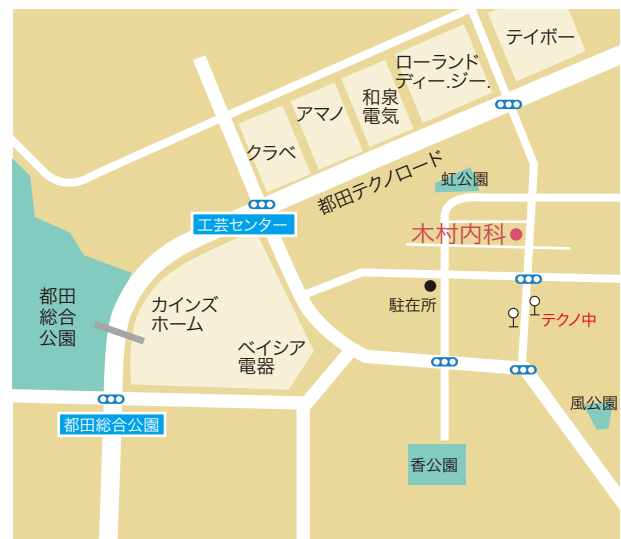 テイボー
ローランド
ディー.ジー.
和泉
電気
アマノ
クラベ
都田テクノロード
虹公園
工芸センター
木村内科
都田
総合
公園
カインズ
ホーム
駐在所
テクノ中
ベイシア
電器
風公園
都田総合公園
香公園